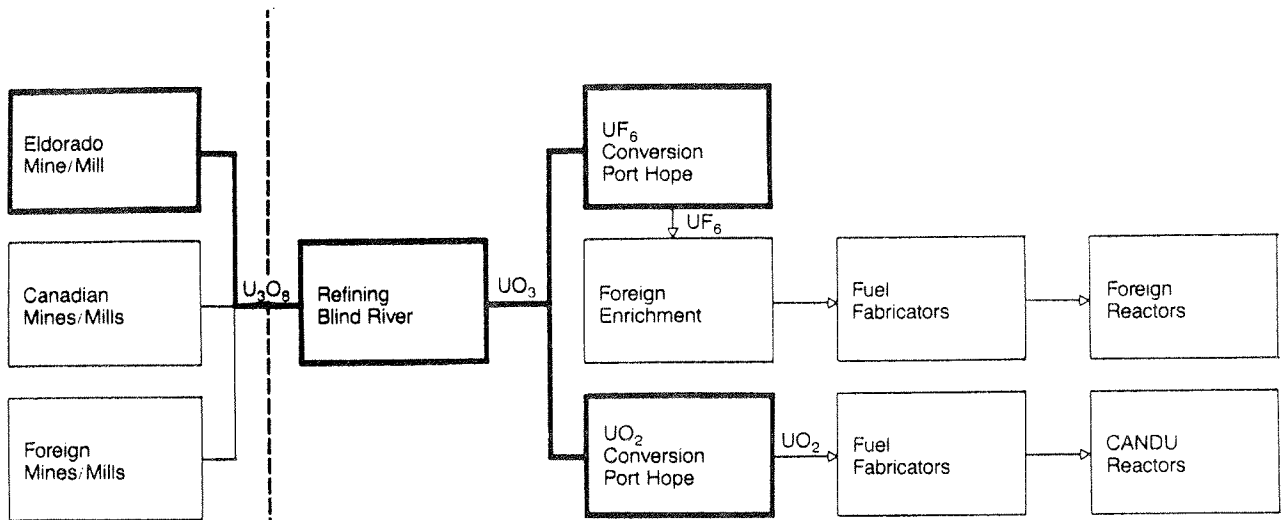 Eldorado
Mine/Mill
Canadian
Mines/Mills
Foreign
Mines/Mills
U₃O₈
Refining
Blind River
UO₃
UF₆
Conversion
Port Hope
UF₆
Foreign
Enrichment
Fuel
Fabricators
Foreign
Reactors
UO₂
Conversion
Port Hope
UO₂
Fuel
Fabricators
CANDU
Reactors